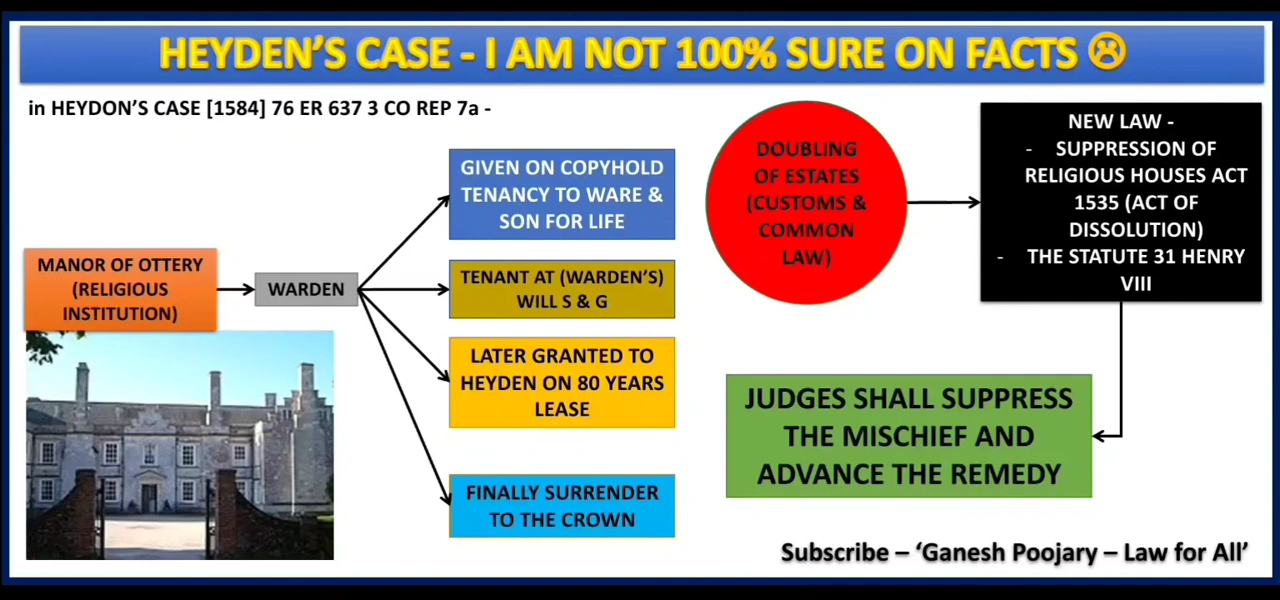 HEYDEN'S CASE - I AM NOT 100% SURE ON FACTS ☹
in HEYDON'S CASE [1584] 76 ER 637 3 CO REP 7a -
MANOR OF OTTERY
(RELIGIOUS
INSTITUTION)
WARDEN
GIVEN ON COPYHOLD
TENANCY TO WARE &
SON FOR LIFE
TENANT AT (WARDEN'S)
WILL S & G
LATER GRANTED TO
HEYDEN ON 80 YEARS
LEASE
FINALLY SURRENDER
TO THE CROWN
DOUBLING
OF ESTATES
(CUSTOMS &
COMMON
LAW)
NEW LAW -
- SUPPRESSION OF
RELIGIOUS HOUSES ACT
1535 (ACT OF
DISSOLUTION)
- THE STATUTE 31 HENRY
VIII
JUDGES SHALL SUPPRESS
THE MISCHIEF AND
ADVANCE THE REMEDY
Subscribe – 'Ganesh Poojary – Law for All'